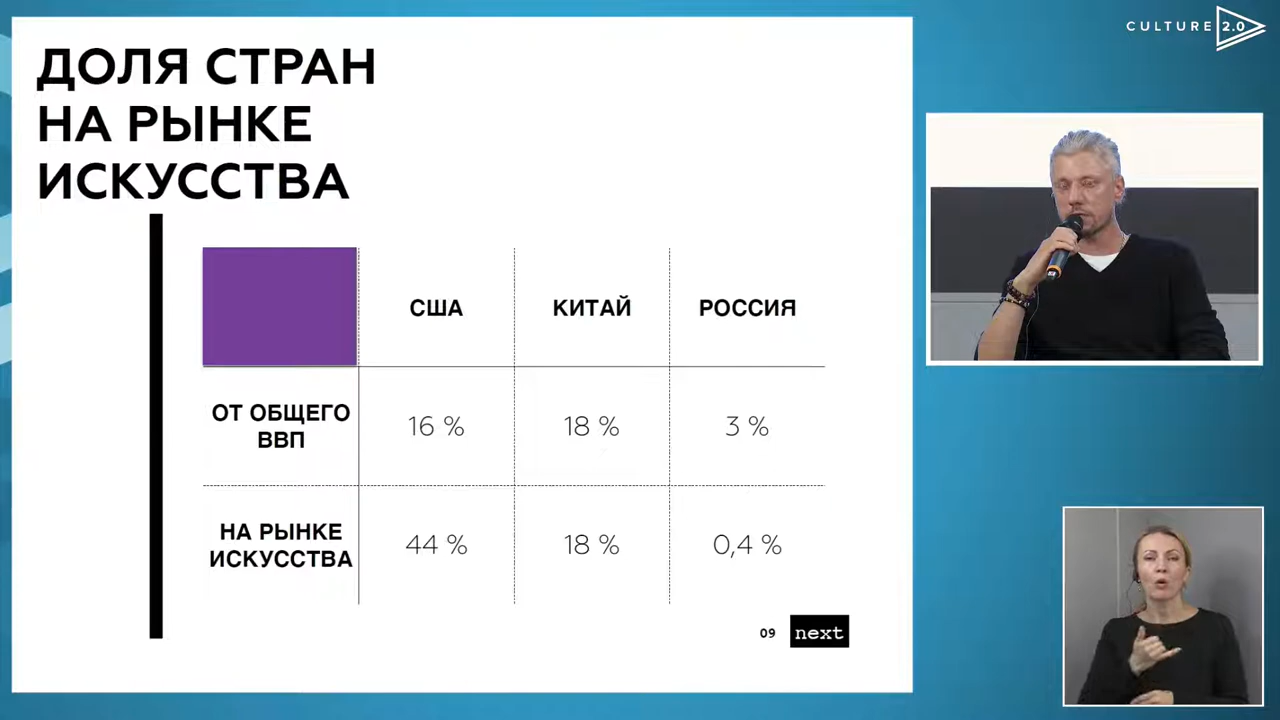 ДОЛЯ СТРАН
НА РЫНКЕ
ИСКУССТВА
США КИТАЙ РОССИЯ
ОТ ОБЩЕГО
ВВП
16 % 18 % 3 %
НА РЫНКЕ
ИСКУССТВА
44 % 18 % 0,4 %
09 next
CULTURE 2.0